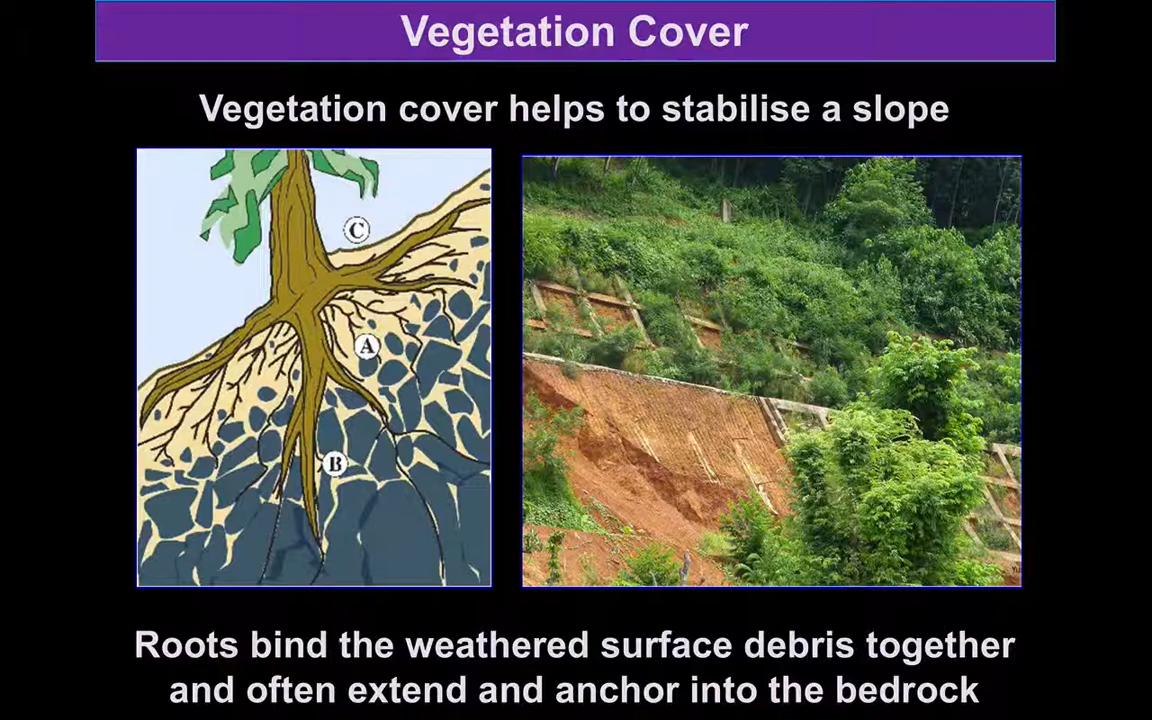 Vegetation Cover
Vegetation cover helps to stabilise a slope
C
A
B
Roots bind the weathered surface debris together
and often extend and anchor into the bedrock